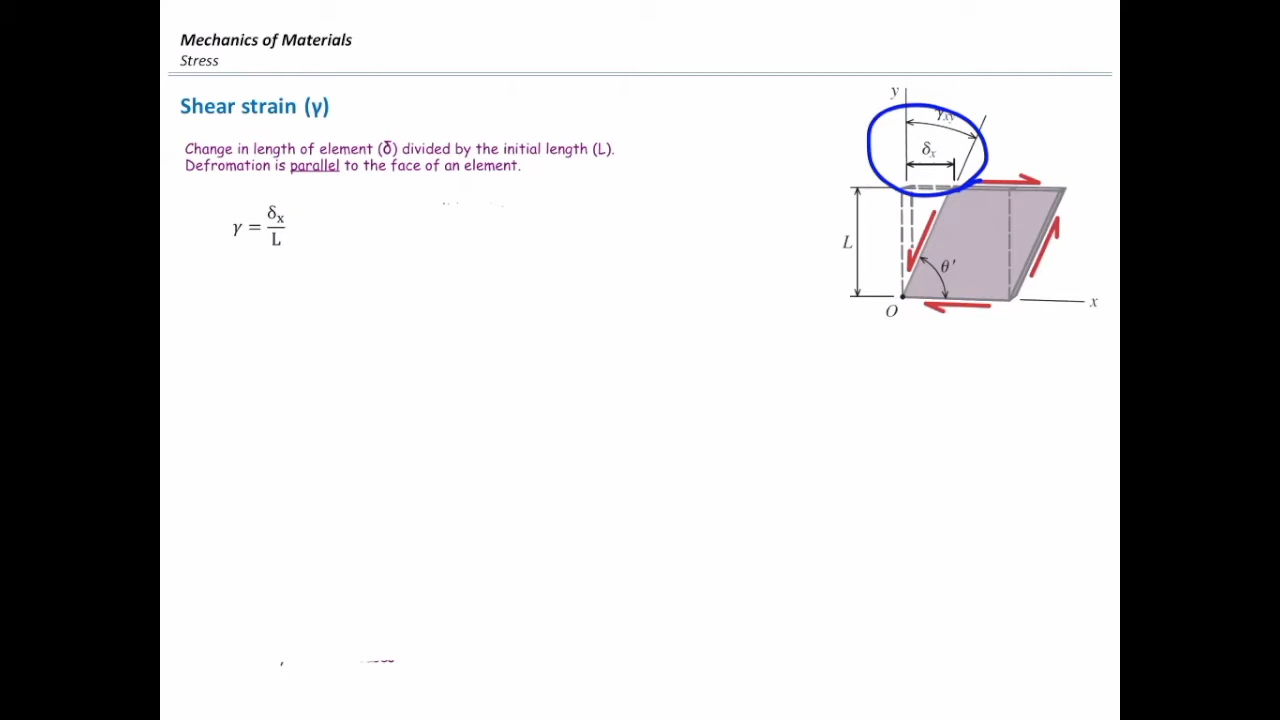 Mechanics of Materials
Stress
Shear strain (γ)
Change in length of element (δ) divided by the initial length (L).
Defromation is parallel to the face of an element.
γ = δx / L
y
γxy
δx
L
θ′
O
x